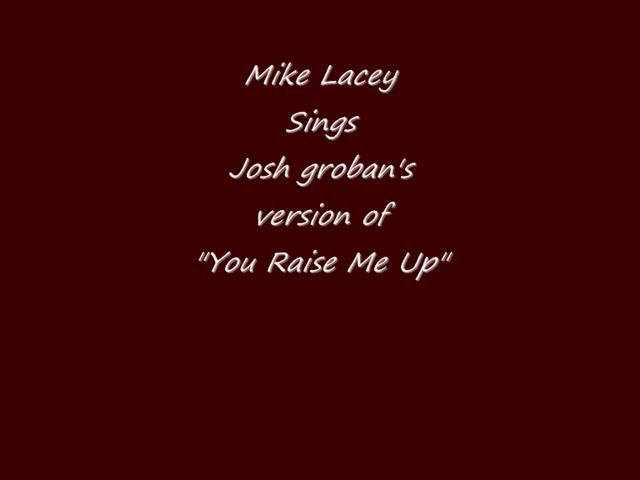 Mike Lacey
Sings
Josh groban's
version of
"You Raise Me Up"